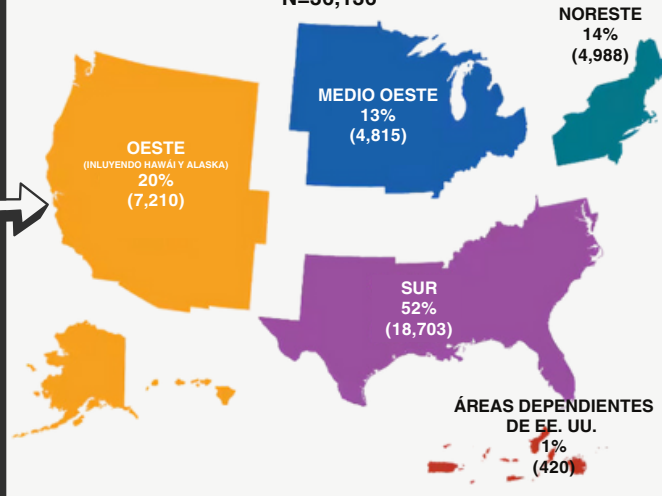 NORESTE
14%
(4,988)
MEDIO OESTE
13%
(4,815)
OESTE
(INLUYENDO HAWÁI Y ALASKA)
20%
(7,210)
SUR
52%
(18,703)
ÁREAS DEPENDIENTES
DE EE. UU.
1%
(420)